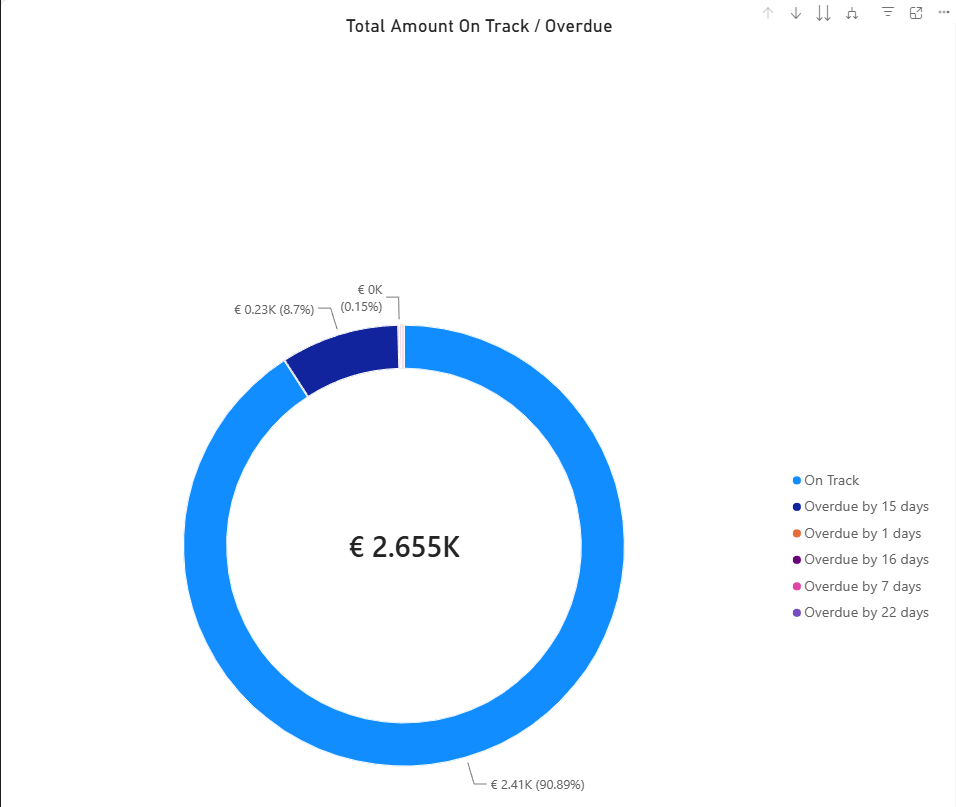 Total Amount On Track / Overdue
€ 0K
(0.15%)
€ 0.23K (8.7%)
€ 2.655K
On Track
Overdue by 15 days
Overdue by 1 days
Overdue by 16 days
Overdue by 7 days
Overdue by 22 days
€ 2.41K (90.89%)